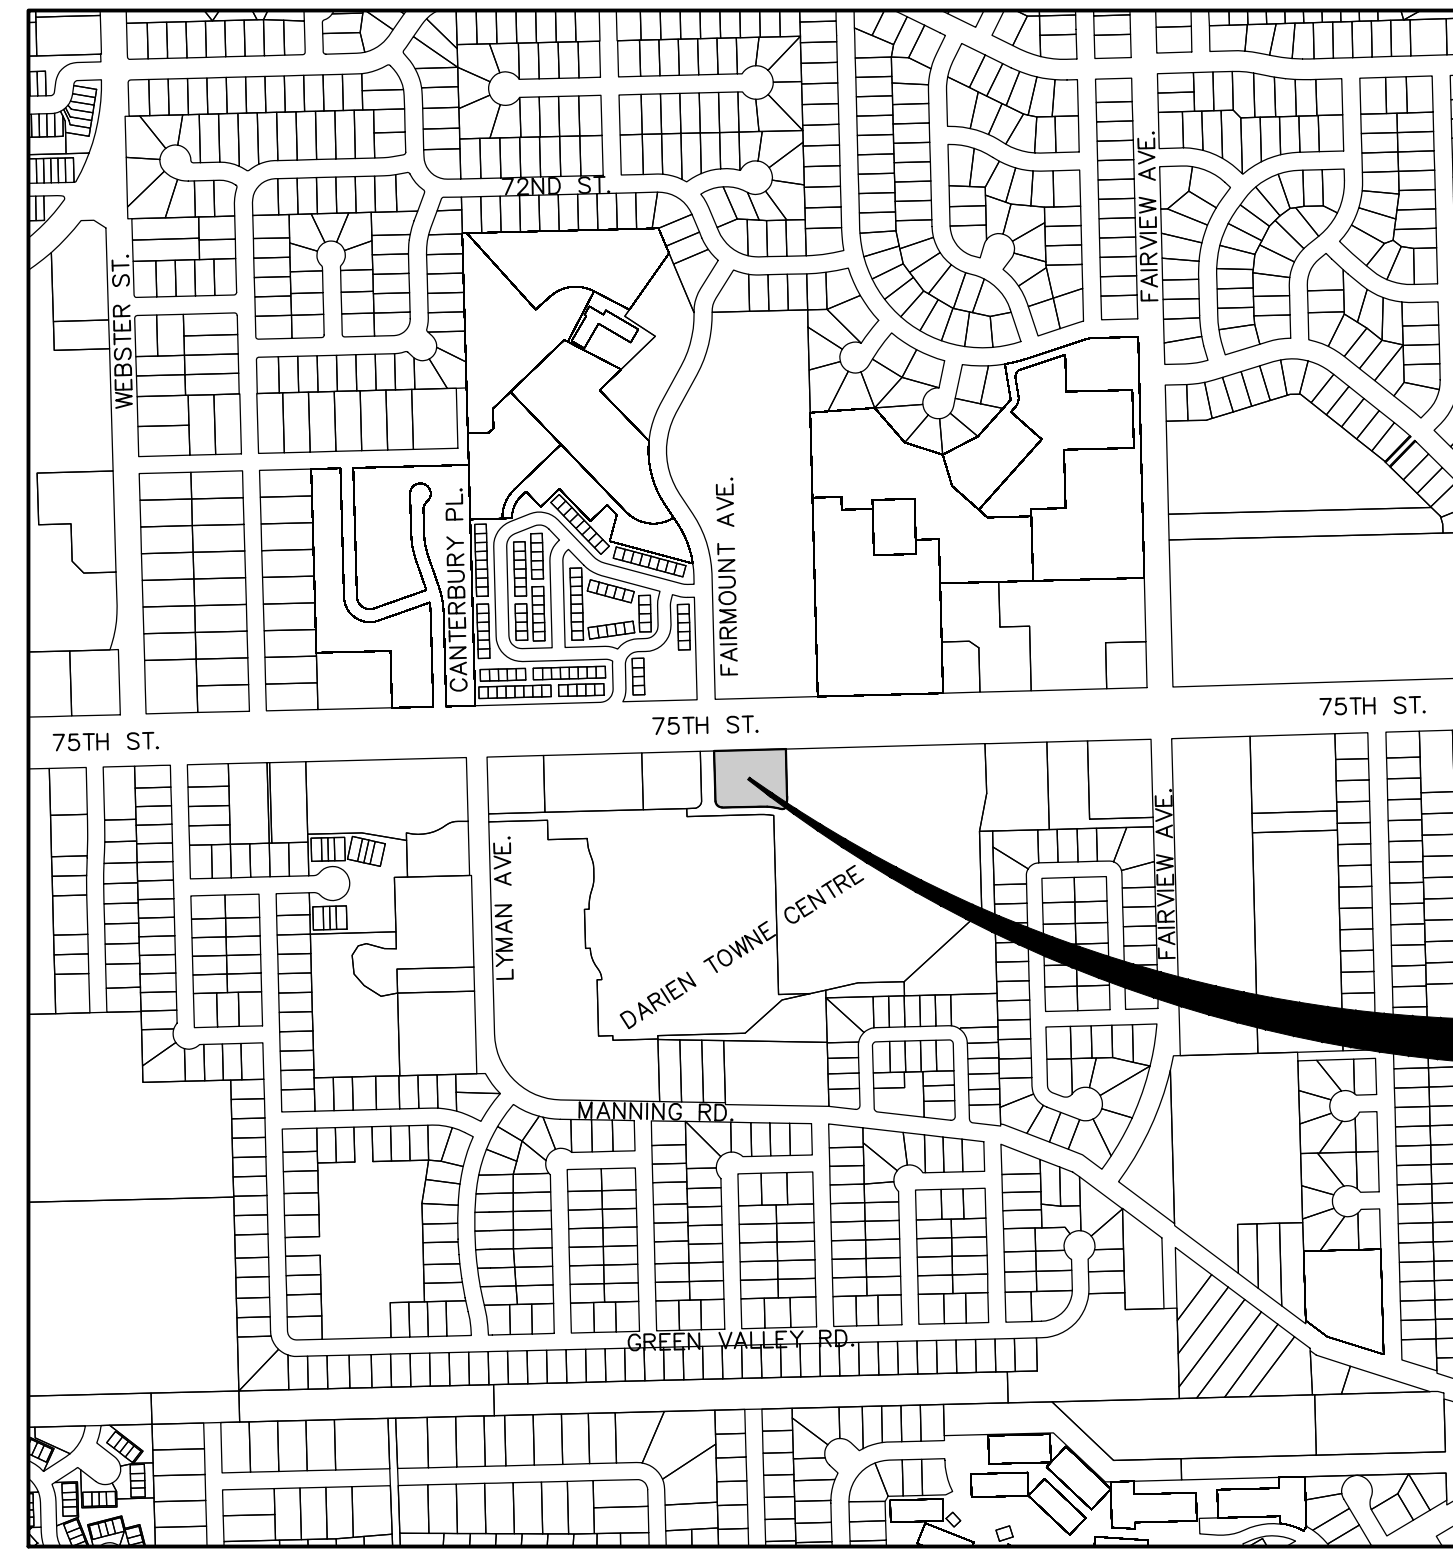 72ND ST.
FAIRVIEW AVE.
WEBSTER ST.
CANTERBURY PL.
FAIRMOUNT AVE.
75TH ST.
75TH ST.
75TH ST.
LYMAN AVE.
DARIEN TOWNE CENTRE
FAIRVIEW AVE.
MANNING RD.
GREEN VALLEY RD.